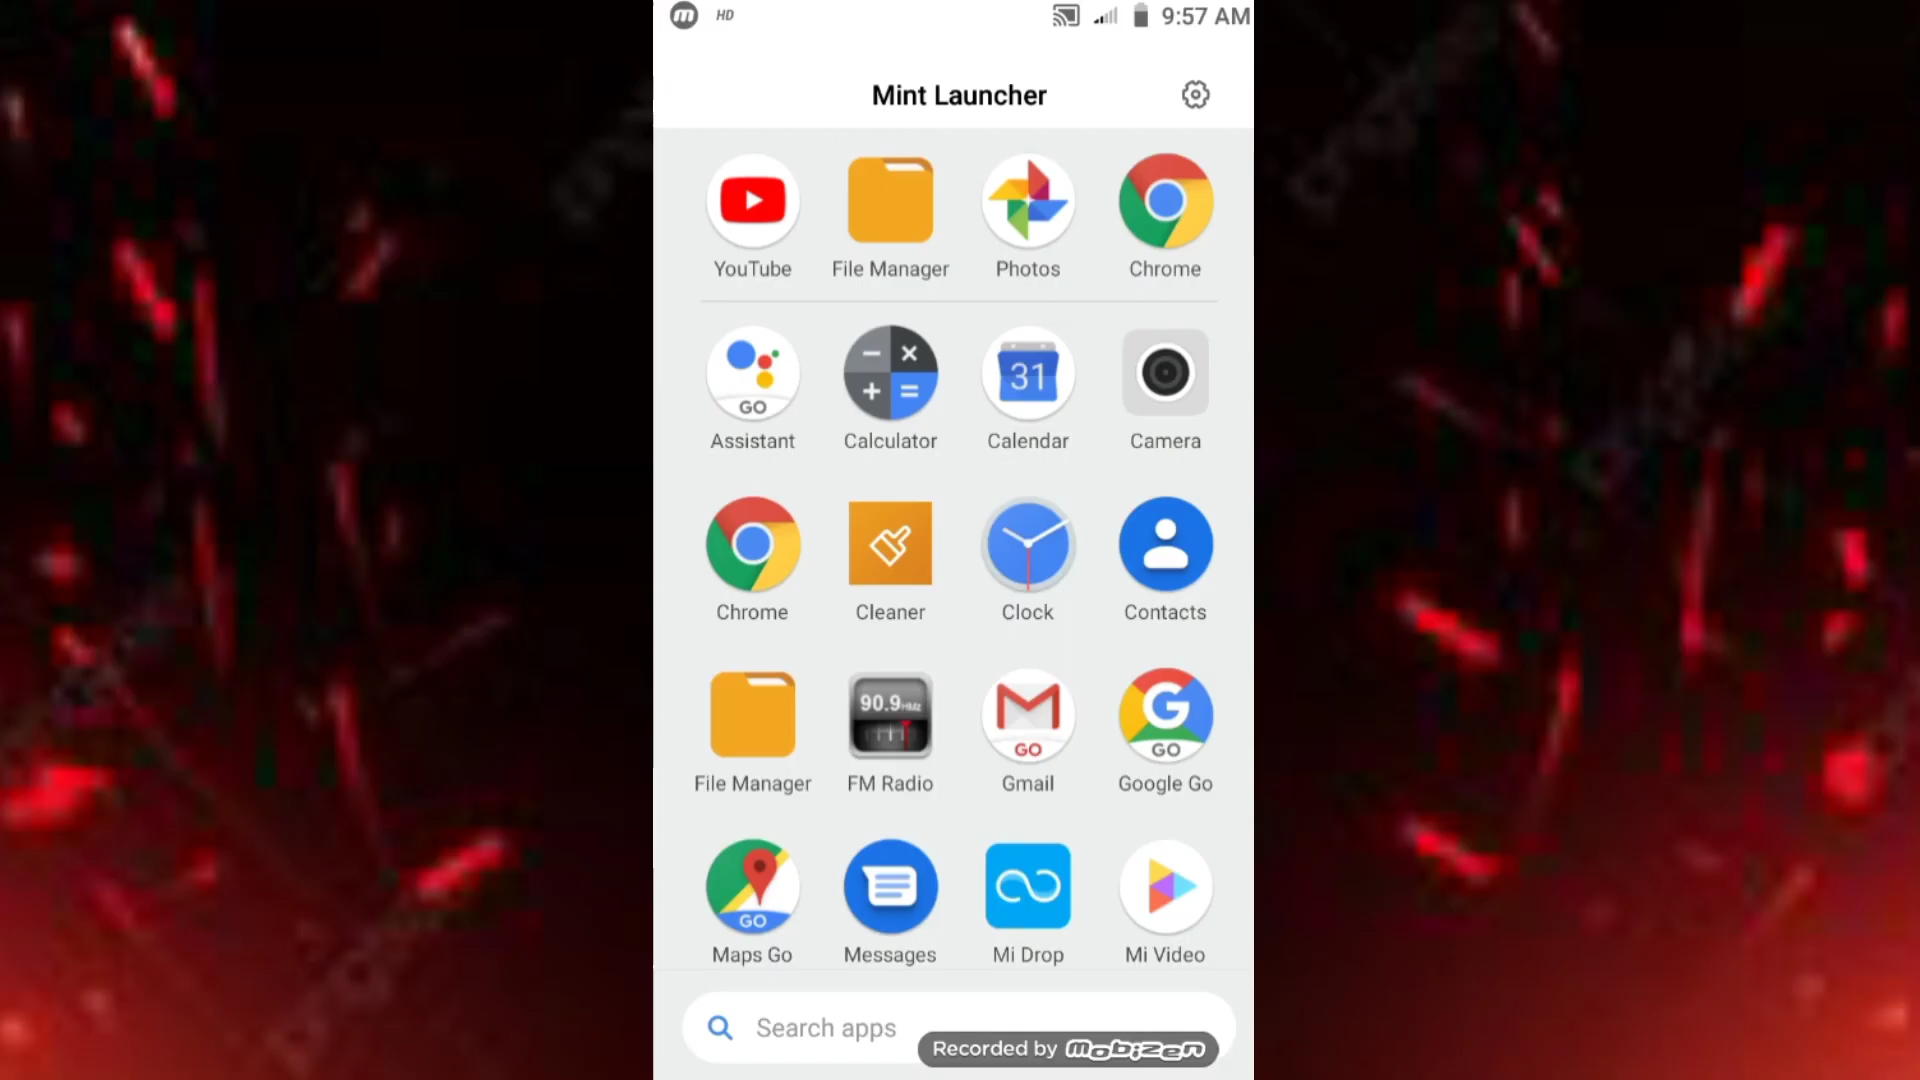 HD 9:57 AM
Mint Launcher
YouTube File Manager Photos Chrome
GO 31
Assistant Calculator Calendar Camera
Chrome Cleaner Clock Contacts
90.9 HMz G
GO GO
File Manager FM Radio Gmail Google Go
GO
Maps Go Messages Mi Drop Mi Video
Search apps
Recorded by mobizen